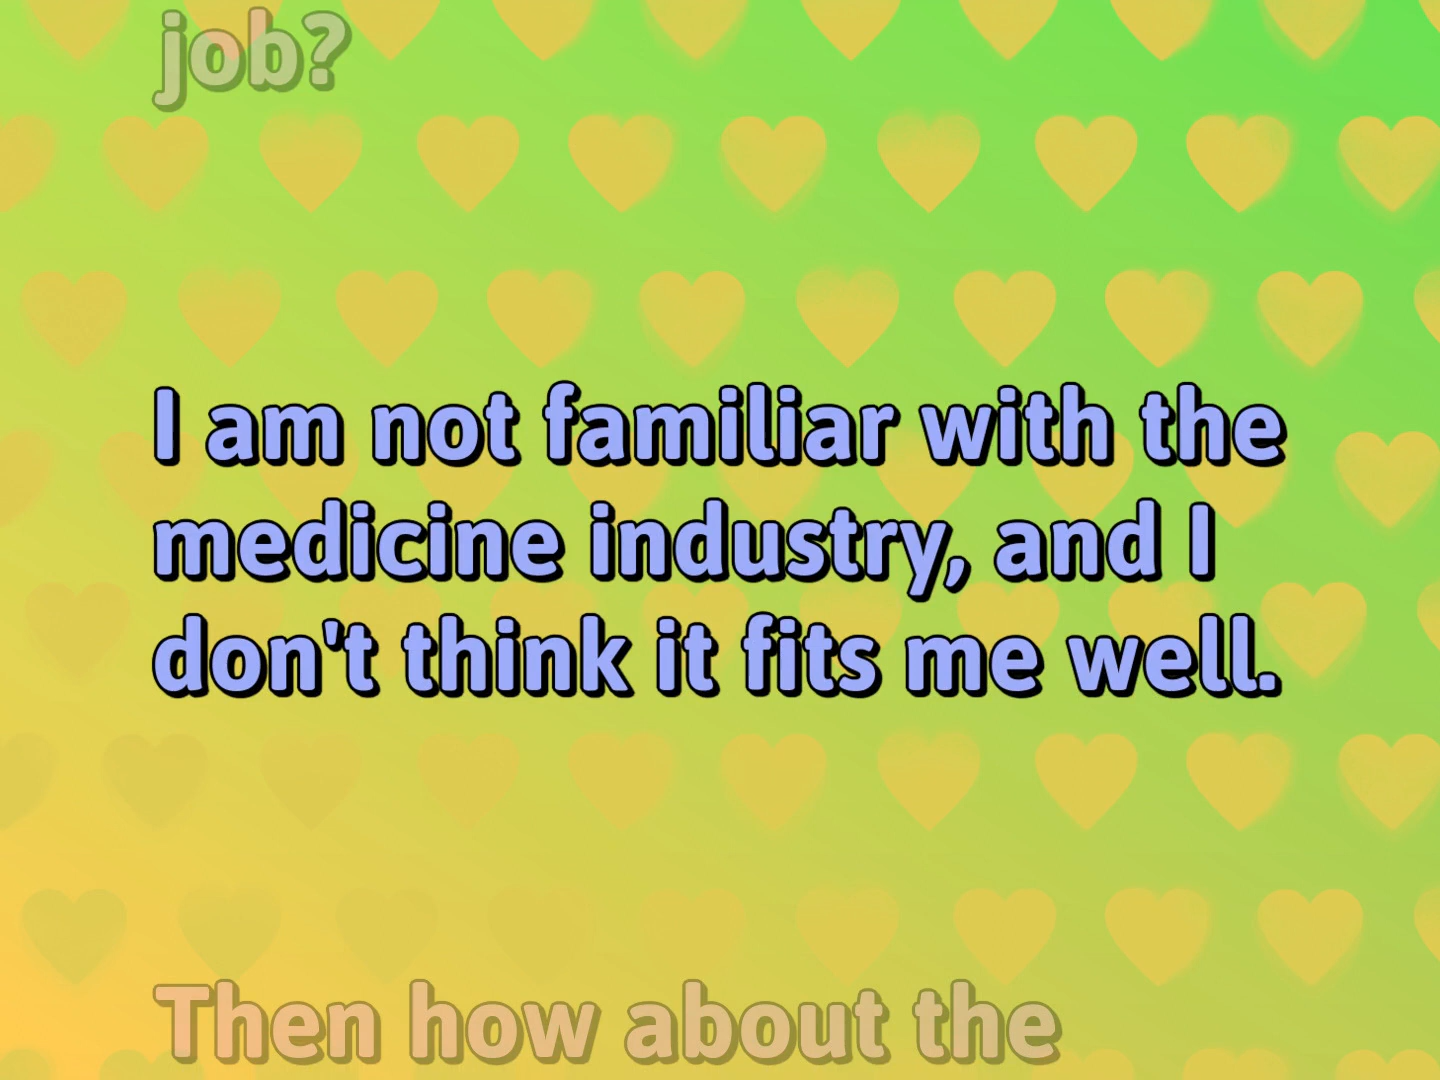 job?
I am not familiar with the
medicine industry, and I
don't think it fits me well.
Then how about the